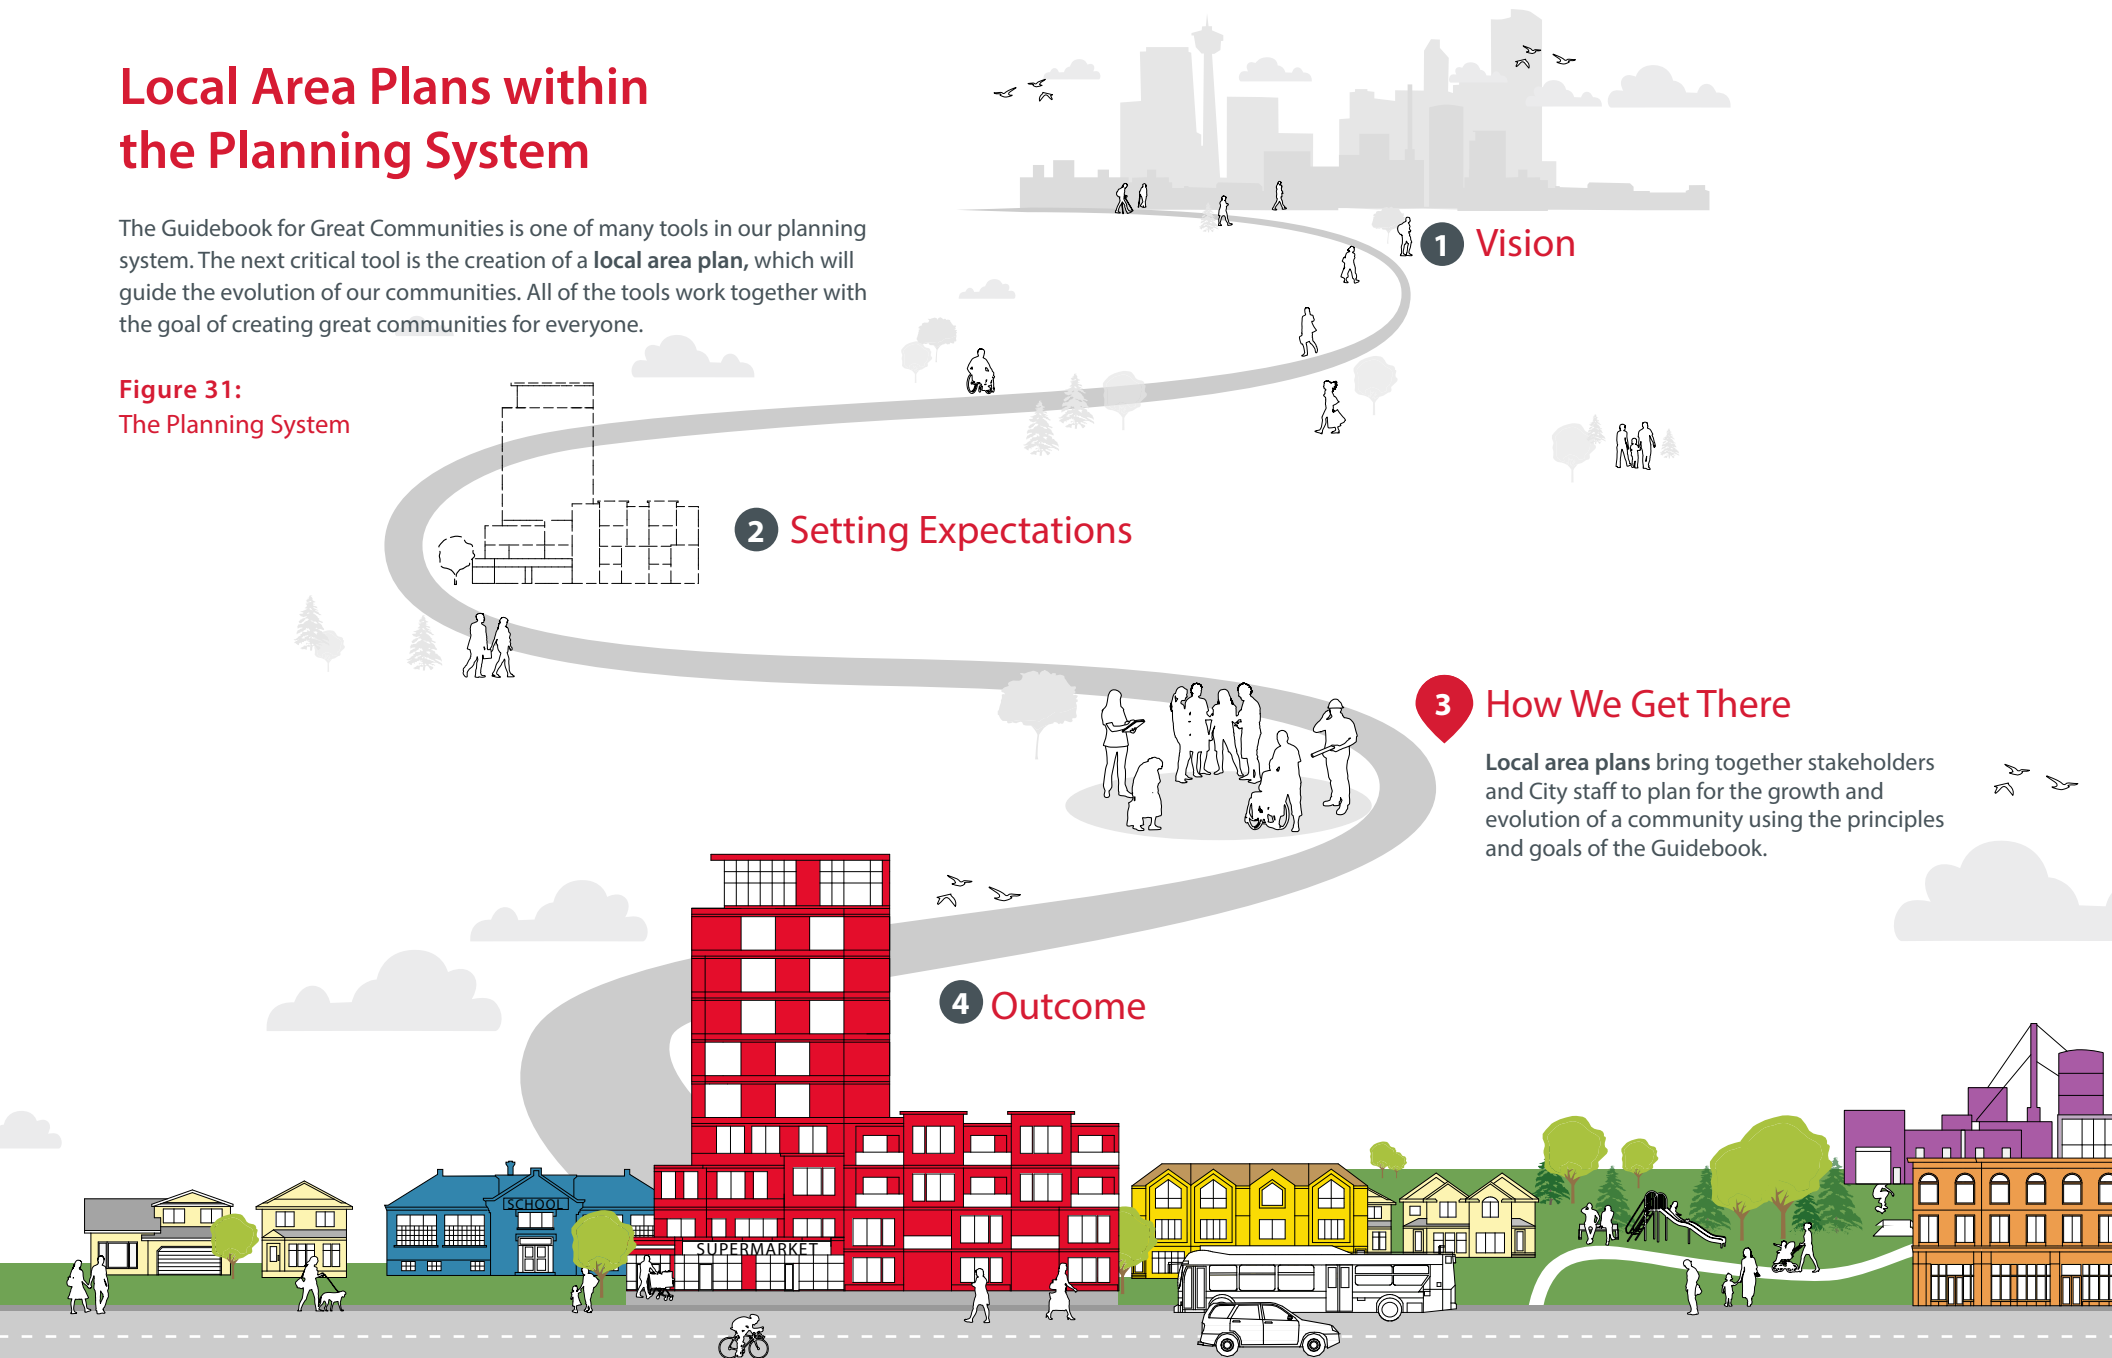 Local Area Plans within
the Planning System
The Guidebook for Great Communities is one of many tools in our planning
system. The next critical tool is the creation of a local area plan, which will
guide the evolution of our communities. All of the tools work together with
the goal of creating great communities for everyone.
Figure 31:
The Planning System
1 Vision
2 Setting Expectations
3 How We Get There
Local area plans bring together stakeholders
and City staff to plan for the growth and
evolution of a community using the principles
and goals of the Guidebook.
4 Outcome
SCHOOL
SUPERMARKET